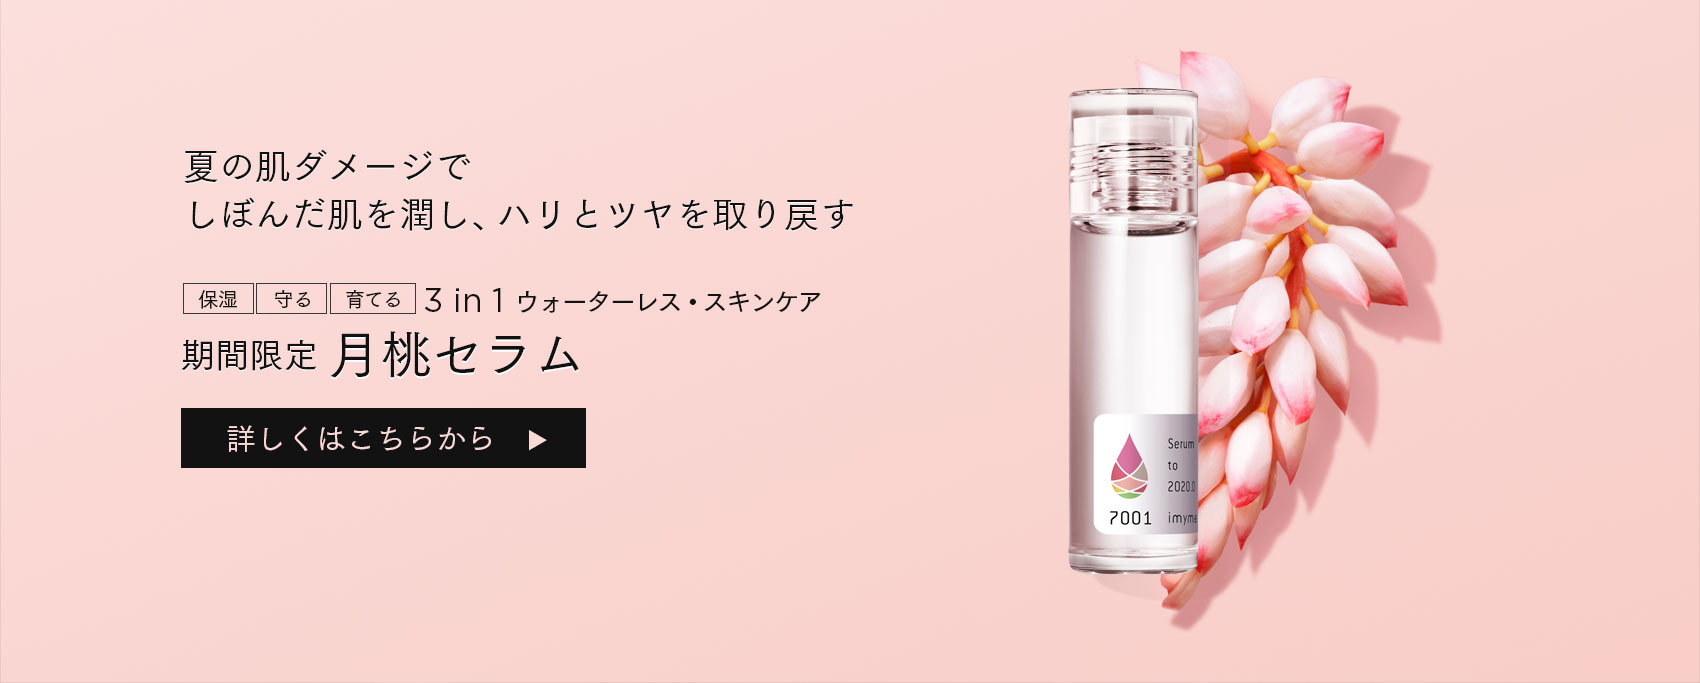 夏の肌ダメージで
しぼんだ肌を潤し、ハリとツヤを取り戻す
保湿 守る 育てる 3 in 1 ウォーターレス・スキンケア
期間限定 月桃セラム
詳しくはこちらから ▶
Serum
to
2020.0
7001 imyme